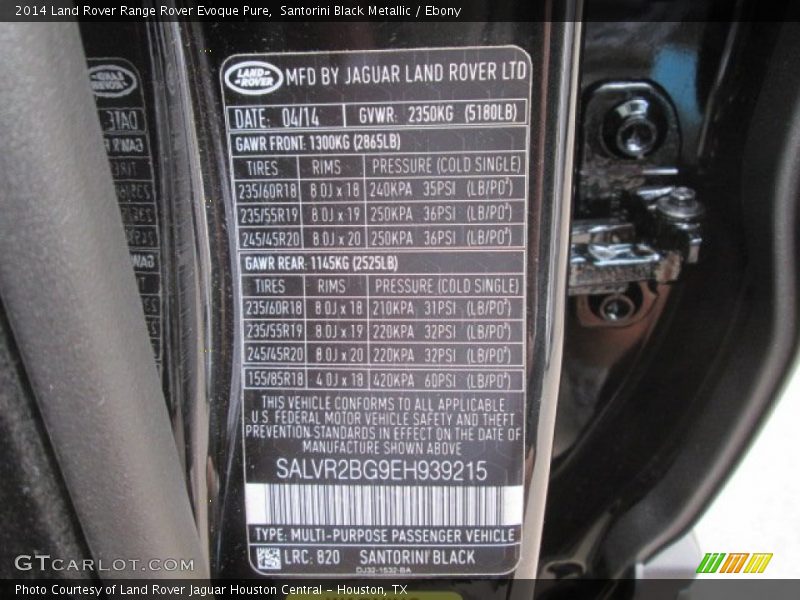 2014 Land Rover Range Rover Evoque Pure, Santorini Black Metallic / Ebony
LAND ROVER MFD BY JAGUAR LAND ROVER LTD
DATE: 04/14 GVWR: 2350KG (5180LB)
GAWR FRONT: 1300KG (2865LB)
TIRES RIMS PRESSURE (COLD SINGLE)
235/60R18 8.0J x 18 240KPA 35PSI (LB/PO²)
235/55R19 8.0J x 19 250KPA 36PSI (LB/PO²)
245/45R20 8.0J x 20 250KPA 36PSI (LB/PO²)
GAWR REAR: 1145KG (2525LB)
TIRES RIMS PRESSURE (COLD SINGLE)
235/60R18 8.0J x 18 210KPA 31PSI (LB/PO²)
235/55R19 8.0J x 19 220KPA 32PSI (LB/PO²)
245/45R20 8.0J x 20 220KPA 32PSI (LB/PO²)
155/85R18 4.0J x 18 420KPA 60PSI (LB/PO²)
THIS VEHICLE CONFORMS TO ALL APPLICABLE
U.S. FEDERAL MOTOR VEHICLE SAFETY AND THEFT
PREVENTION STANDARDS IN EFFECT ON THE DATE OF
MANUFACTURE SHOWN ABOVE
SALVR2BG9EH939215
TYPE: MULTI-PURPOSE PASSENGER VEHICLE
LRC: 820 SANTORINI BLACK
DJ32-1532-BA
GTCARLOT.COM
Photo Courtesy of Land Rover Jaguar Houston Central - Houston, TX